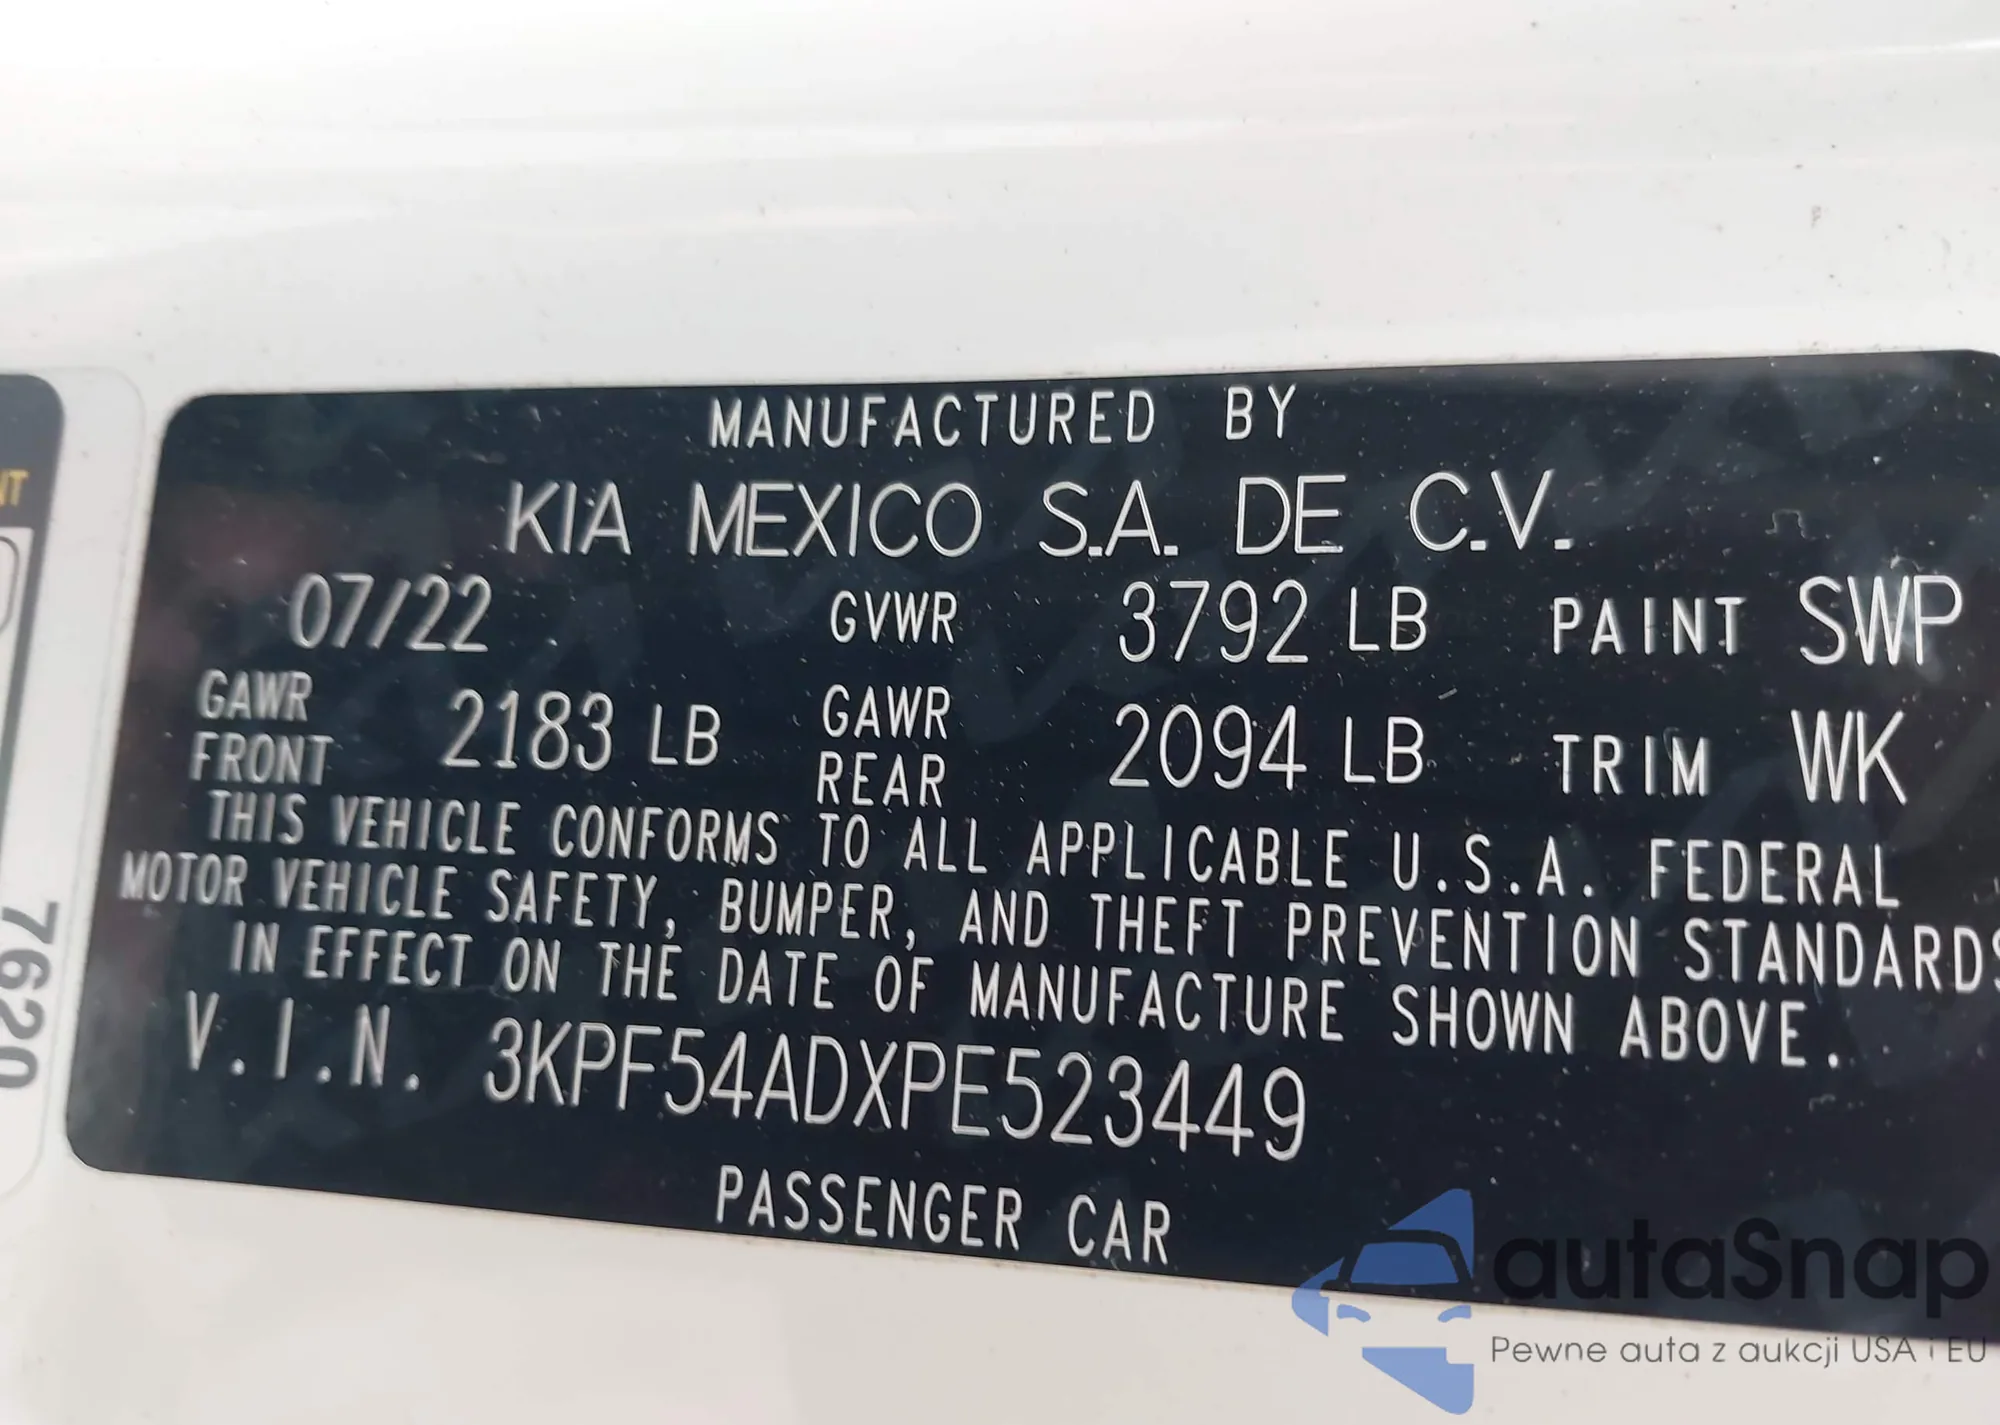 MANUFACTURED BY
KIA MEXICO S.A. DE C.V.
07/22 GVWR 3792 LB PAINT SWP
GAWR FRONT 2183 LB GAWR REAR 2094 LB TRIM WK
THIS VEHICLE CONFORMS TO ALL APPLICABLE U.S.A. FEDERAL
MOTOR VEHICLE SAFETY, BUMPER, AND THEFT PREVENTION STANDARDS
IN EFFECT ON THE DATE OF MANUFACTURE SHOWN ABOVE.
V.I.N. 3KPF54ADXPE523449
PASSENGER CAR
7620
autaSnap
Pewne auta z aukcji USA i EU